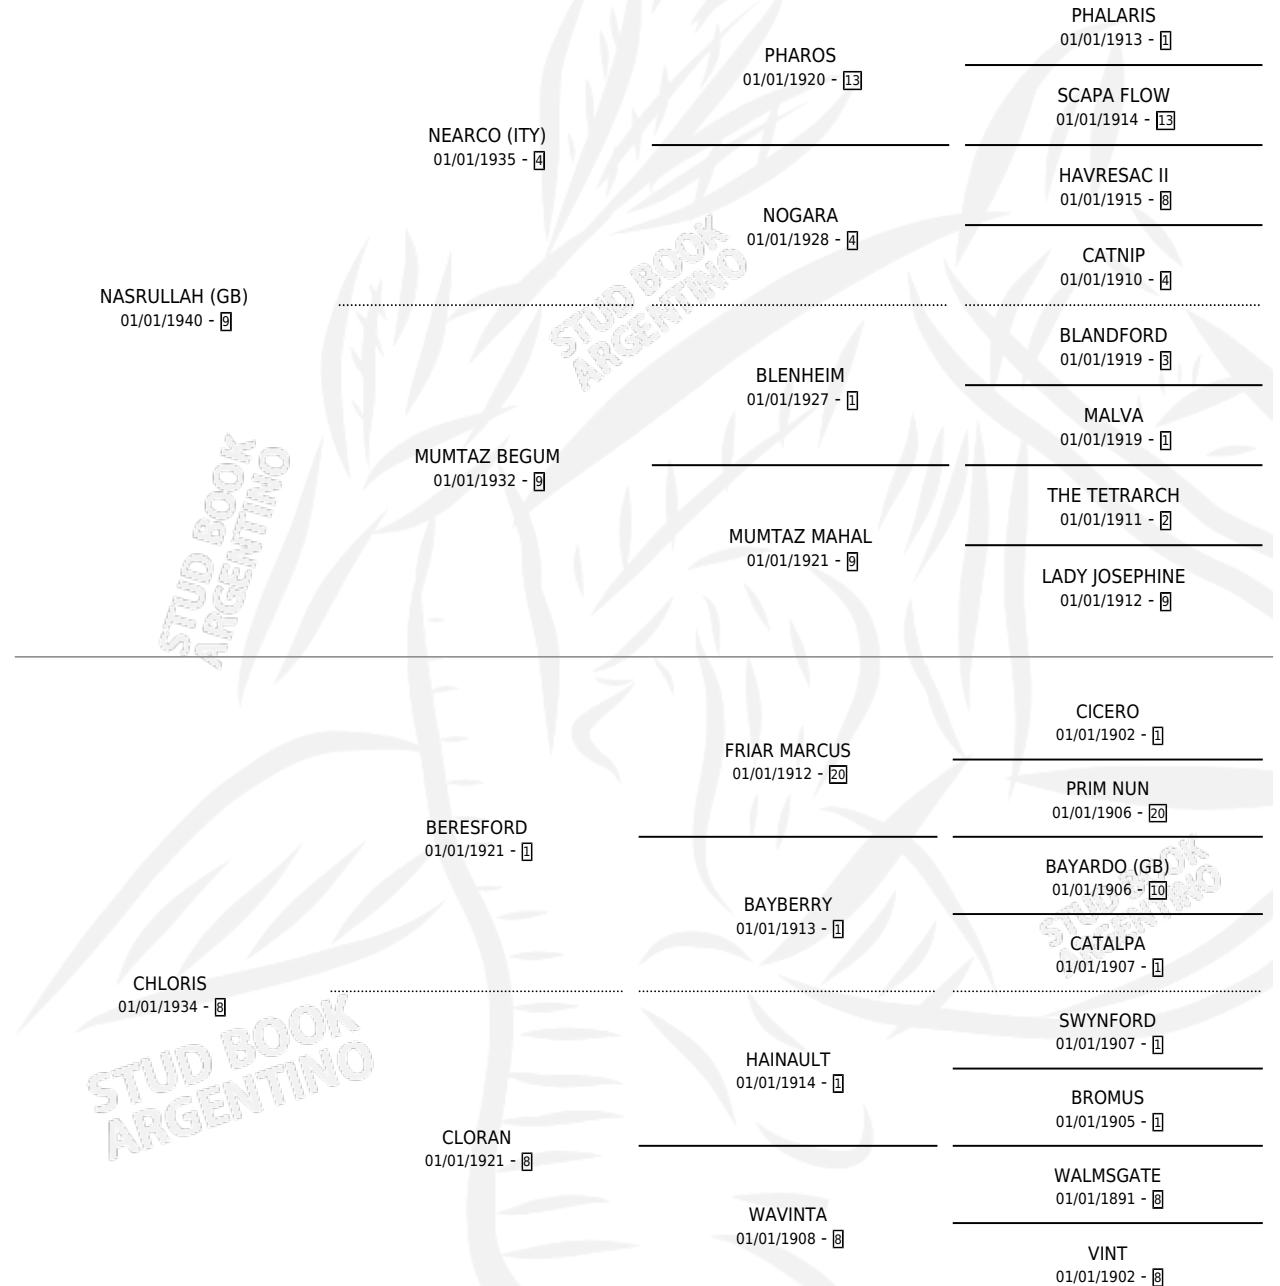 PHALARIS
01/01/1913 - 1
PHAROS
01/01/1920 - 13
SCAPA FLOW
01/01/1914 - 13
NEARCO (ITY)
01/01/1935 - 4
HAVRESAC II
01/01/1915 - 8
NOGARA
01/01/1928 - 4
CATNIP
01/01/1910 - 4
NASRULLAH (GB)
01/01/1940 - 9
BLANDFORD
01/01/1919 - 3
BLENHEIM
01/01/1927 - 1
MALVA
01/01/1919 - 1
MUMTAZ BEGUM
01/01/1932 - 9
THE TETRARCH
01/01/1911 - 2
MUMTAZ MAHAL
01/01/1921 - 9
LADY JOSEPHINE
01/01/1912 - 9
CICERO
01/01/1902 - 1
FRIAR MARCUS
01/01/1912 - 20
PRIM NUN
01/01/1906 - 20
BERESFORD
01/01/1921 - 1
BAYARDO (GB)
01/01/1906 - 10
BAYBERRY
01/01/1913 - 1
CATALPA
01/01/1907 - 1
CHLORIS
01/01/1934 - 8
SWYNFORD
01/01/1907 - 1
HAINAULT
01/01/1914 - 1
BROMUS
01/01/1905 - 1
CLORAN
01/01/1921 - 8
WALMSGATE
01/01/1891 - 8
WAVINTA
01/01/1908 - 8
VINT
01/01/1902 - 8
STUD BOOK
ARGENTINO
STUD BOOK
ARGENTINO
STUD BOOK
ARGENTINO
STUD BOOK
ARGENTINO